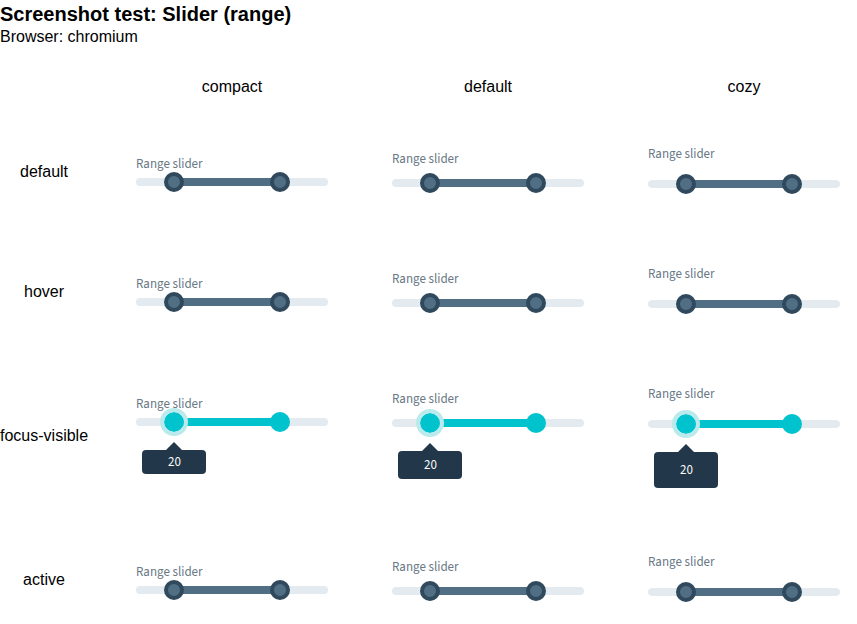 Screenshot test: Slider (range)
Browser: chromium
compact default cozy
default Range slider Range slider Range slider
hover Range slider Range slider Range slider
focus-visible Range slider Range slider Range slider
20 20 20
active Range slider Range slider Range slider